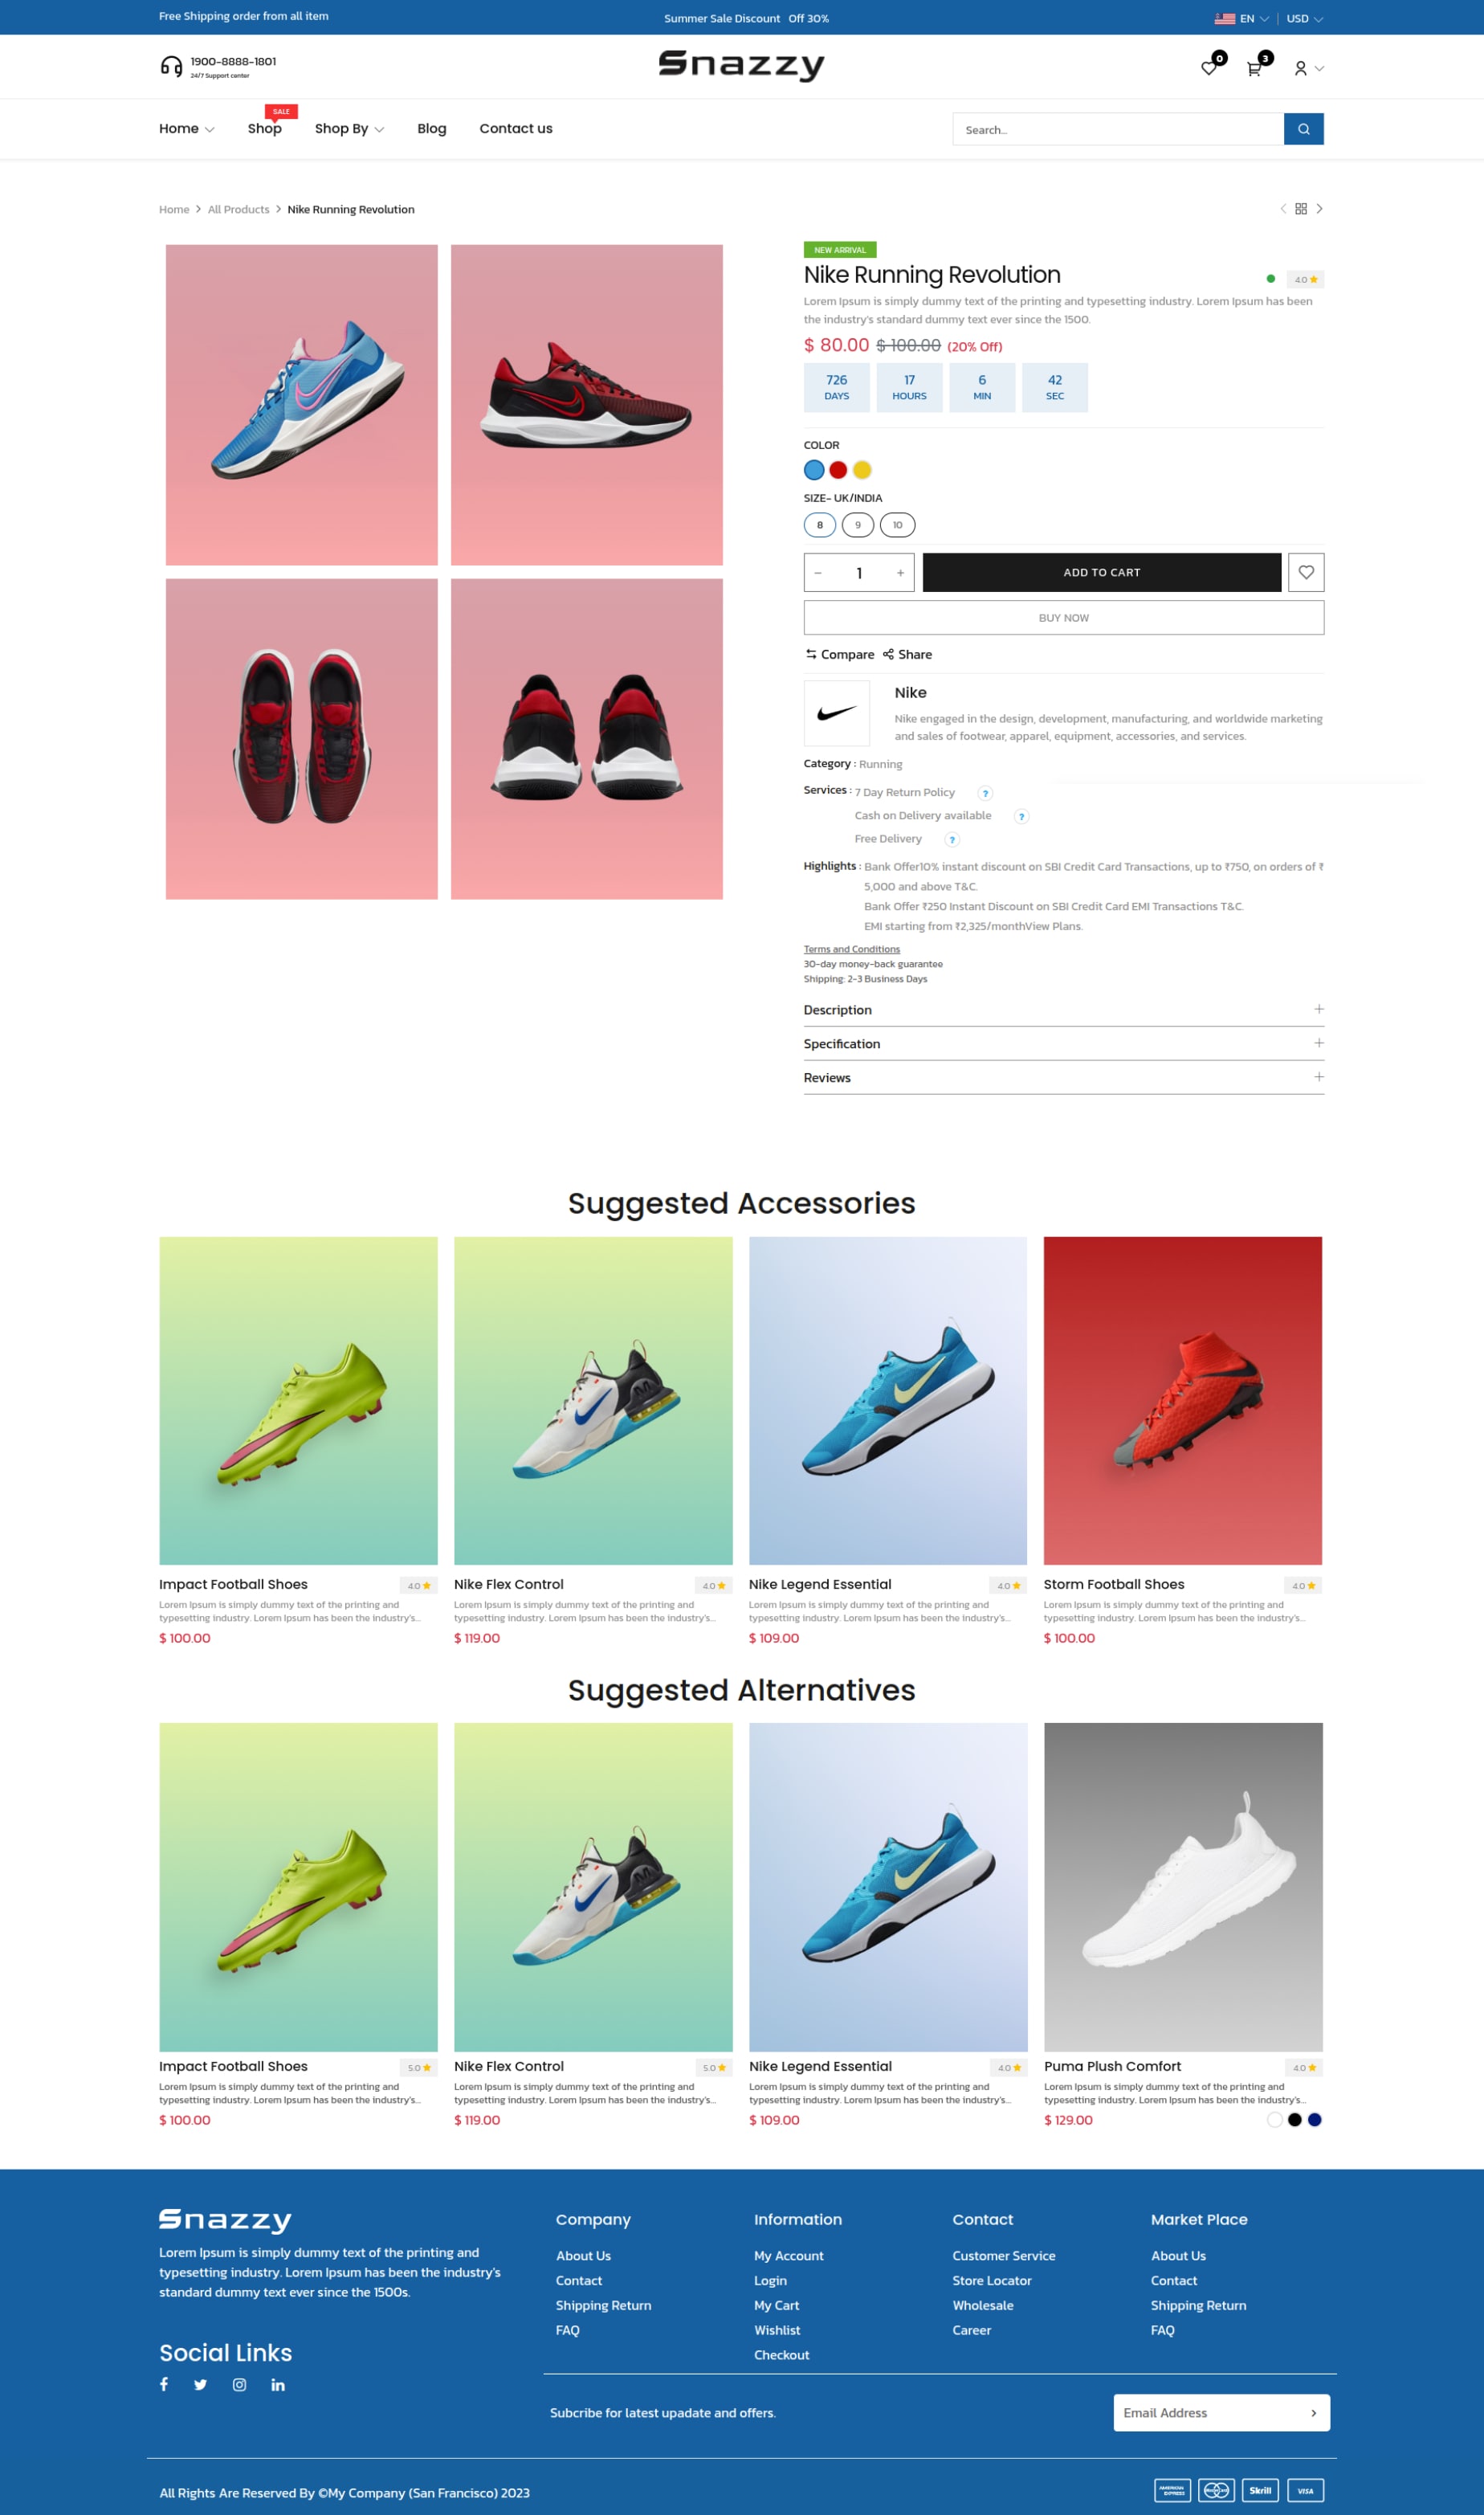 Free Shipping order from all item
Summer Sale Discount Off 30%
EN
USD
1900-8888-1801
24/7 Support center
Snazzy
0
3
SALE
Home
Shop
Shop By
Blog
Contact us
Search...
Home > All Products > Nike Running Revolution
NEW ARRIVAL
Nike Running Revolution
4.0
Lorem Ipsum is simply dummy text of the printing and typesetting industry. Lorem Ipsum has been
the industry's standard dummy text ever since the 1500.
$ 80.00 $ 100.00 (20% Off)
726
DAYS
17
HOURS
6
MIN
42
SEC
COLOR
SIZE- UK/INDIA
8
9
10
− 1 +
ADD TO CART
BUY NOW
Compare
Share
Nike
Nike engaged in the design, development, manufacturing, and worldwide marketing
and sales of footwear, apparel, equipment, accessories, and services.
Category : Running
Services : 7 Day Return Policy ?
Cash on Delivery available ?
Free Delivery ?
Highlights : Bank Offer10% instant discount on SBI Credit Card Transactions, up to ₹750, on orders of ₹
5,000 and above T&C.
Bank Offer ₹250 Instant Discount on SBI Credit Card EMI Transactions T&C.
EMI starting from ₹2,325/monthView Plans.
Terms and Conditions
30-day money-back guarantee
Shipping: 2-3 Business Days
Description +
Specification +
Reviews +
Suggested Accessories
Impact Football Shoes
4.0
Lorem Ipsum is simply dummy text of the printing and
typesetting industry. Lorem Ipsum has been the industry's...
$ 100.00
Nike Flex Control
4.0
Lorem Ipsum is simply dummy text of the printing and
typesetting industry. Lorem Ipsum has been the industry's...
$ 119.00
Nike Legend Essential
4.0
Lorem Ipsum is simply dummy text of the printing and
typesetting industry. Lorem Ipsum has been the industry's...
$ 109.00
Storm Football Shoes
4.0
Lorem Ipsum is simply dummy text of the printing and
typesetting industry. Lorem Ipsum has been the industry's...
$ 100.00
Suggested Alternatives
Impact Football Shoes
5.0
Lorem Ipsum is simply dummy text of the printing and
typesetting industry. Lorem Ipsum has been the industry's...
$ 100.00
Nike Flex Control
5.0
Lorem Ipsum is simply dummy text of the printing and
typesetting industry. Lorem Ipsum has been the industry's...
$ 119.00
Nike Legend Essential
4.0
Lorem Ipsum is simply dummy text of the printing and
typesetting industry. Lorem Ipsum has been the industry's...
$ 109.00
Puma Plush Comfort
4.0
Lorem Ipsum is simply dummy text of the printing and
typesetting industry. Lorem Ipsum has been the industry's...
$ 129.00
Snazzy
Lorem Ipsum is simply dummy text of the printing and
typesetting industry. Lorem Ipsum has been the industry's
standard dummy text ever since the 1500s.
Social Links
Company
About Us
Contact
Shipping Return
FAQ
Information
My Account
Login
My Cart
Wishlist
Checkout
Contact
Customer Service
Store Locator
Wholesale
Career
Market Place
About Us
Contact
Shipping Return
FAQ
Subcribe for latest upadate and offers.
Email Address
All Rights Are Reserved By ©My Company (San Francisco) 2023
AMERICAN
EXPRESS
Skrill
VISA